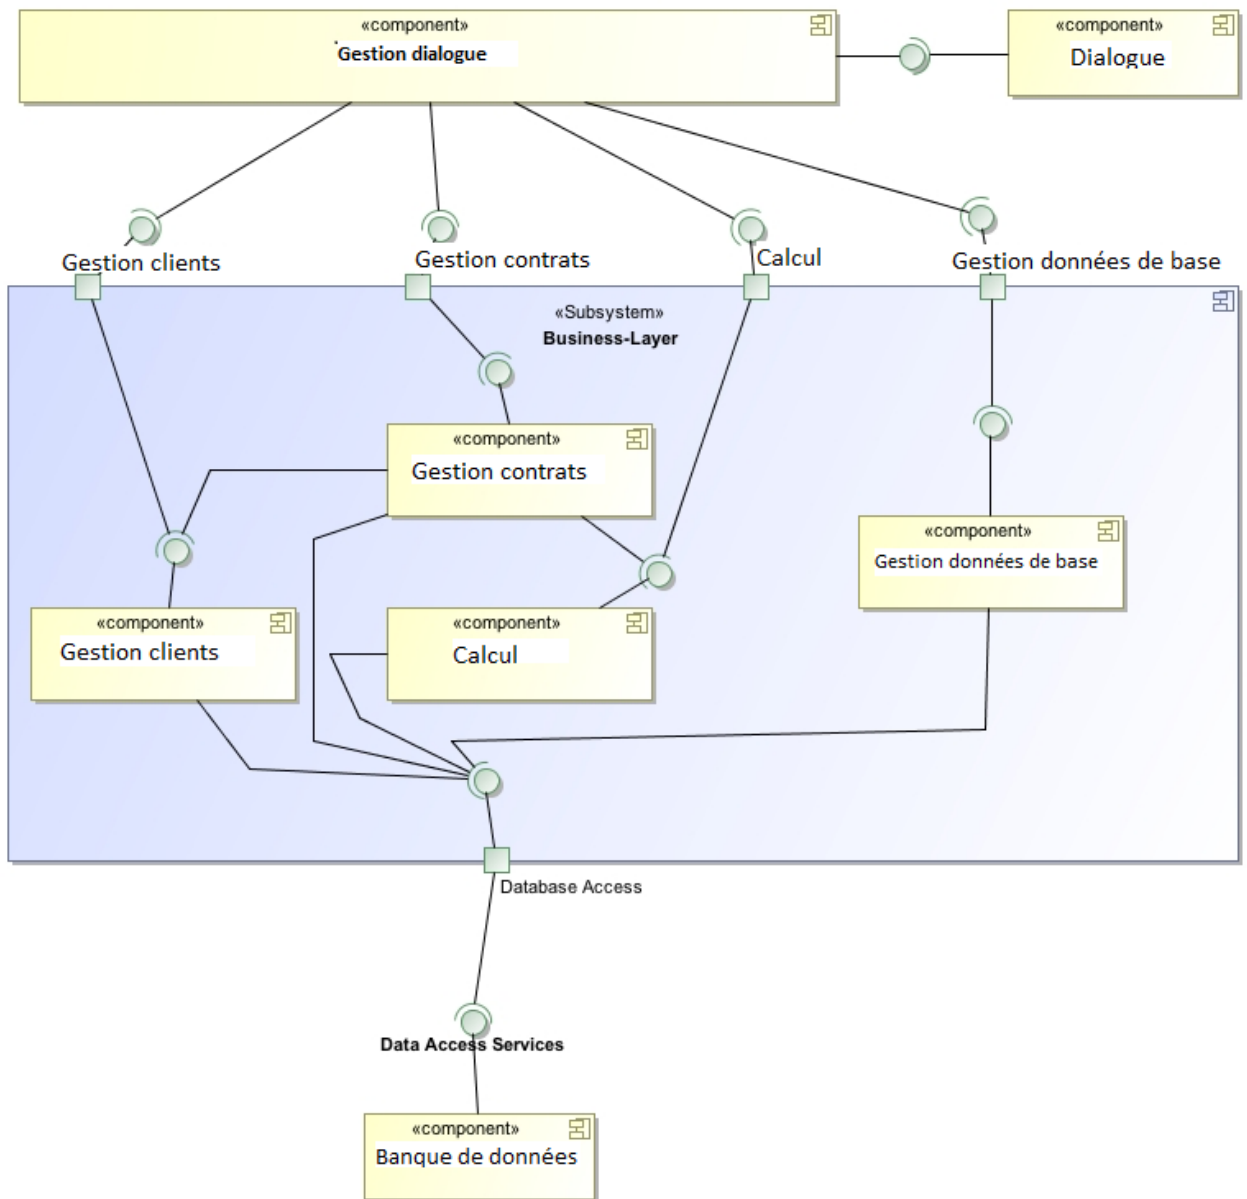 «component»
Gestion dialogue
«component»
Dialogue
Gestion clients
Gestion contrats
Calcul
Gestion données de base
«Subsystem»
Business-Layer
«component»
Gestion contrats
«component»
Gestion données de base
«component»
Gestion clients
«component»
Calcul
Database Access
Data Access Services
«component»
Banque de données